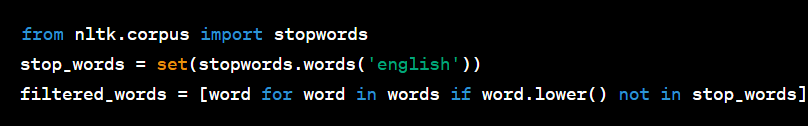 from nltk.corpus import stopwords
stop_words = set(stopwords.words('english'))
filtered_words = [word for word in words if word.lower() not in stop_words]